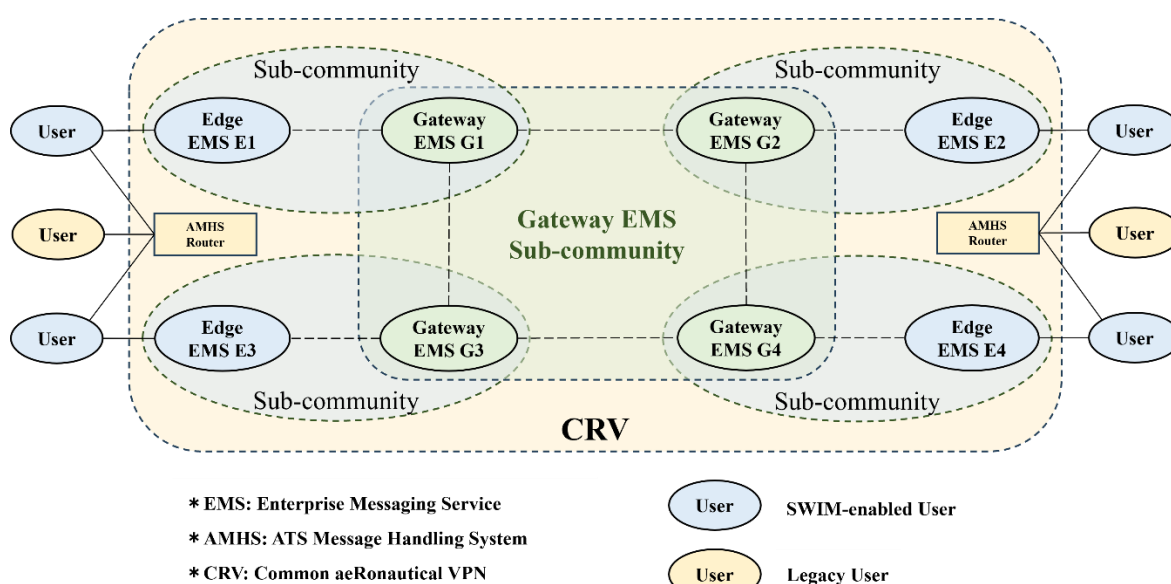 Sub-community
Sub-community
User
Edge
EMS E1
Gateway
EMS G1
Gateway
EMS G2
Edge
EMS E2
User
User
AMHS
Router
Gateway EMS
Sub-community
AMHS
Router
User
User
Edge
EMS E3
Gateway
EMS G3
Gateway
EMS G4
Edge
EMS E4
User
Sub-community
Sub-community
CRV
* EMS: Enterprise Messaging Service
User
SWIM-enabled User
* AMHS: ATS Message Handling System
* CRV: Common aeRonautical VPN
User
Legacy User